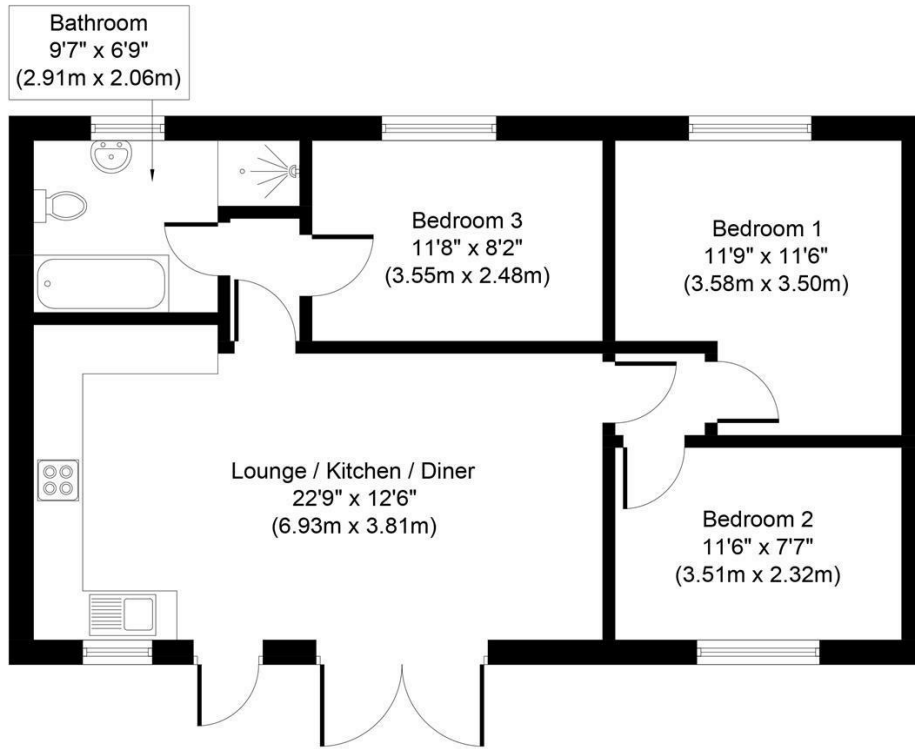 Bathroom
9'7" x 6'9"
(2.91m x 2.06m)
Bedroom 3
11'8" x 8'2"
(3.55m x 2.48m)
Bedroom 1
11'9" x 11'6"
(3.58m x 3.50m)
Lounge / Kitchen / Diner
22'9" x 12'6"
(6.93m x 3.81m)
Bedroom 2
11'6" x 7'7"
(3.51m x 2.32m)